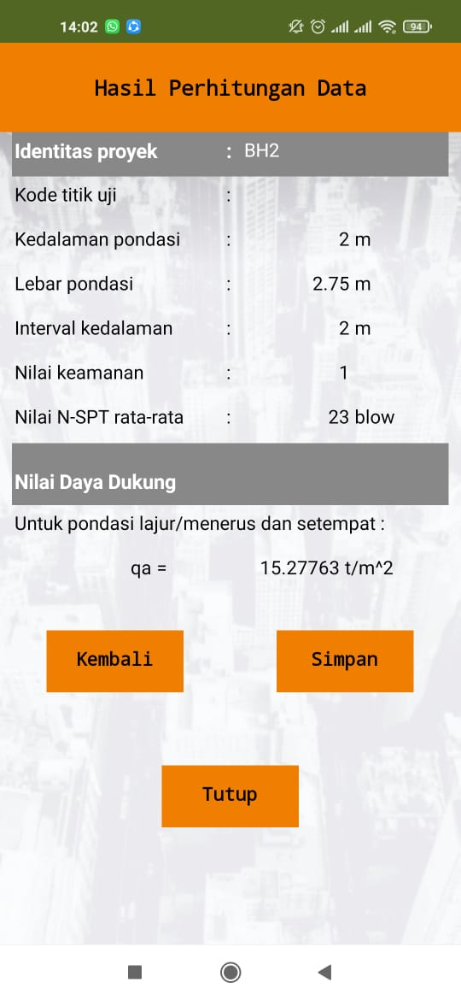 14:02
94
Hasil Perhitungan Data
Identitas proyek : BH2
Kode titik uji :
Kedalaman pondasi : 2 m
Lebar pondasi : 2.75 m
Interval kedalaman : 2 m
Nilai keamanan : 1
Nilai N-SPT rata-rata : 23 blow
Nilai Daya Dukung
Untuk pondasi lajur/menerus dan setempat :
qa = 15.27763 t/m^2
Kembali Simpan
Tutup